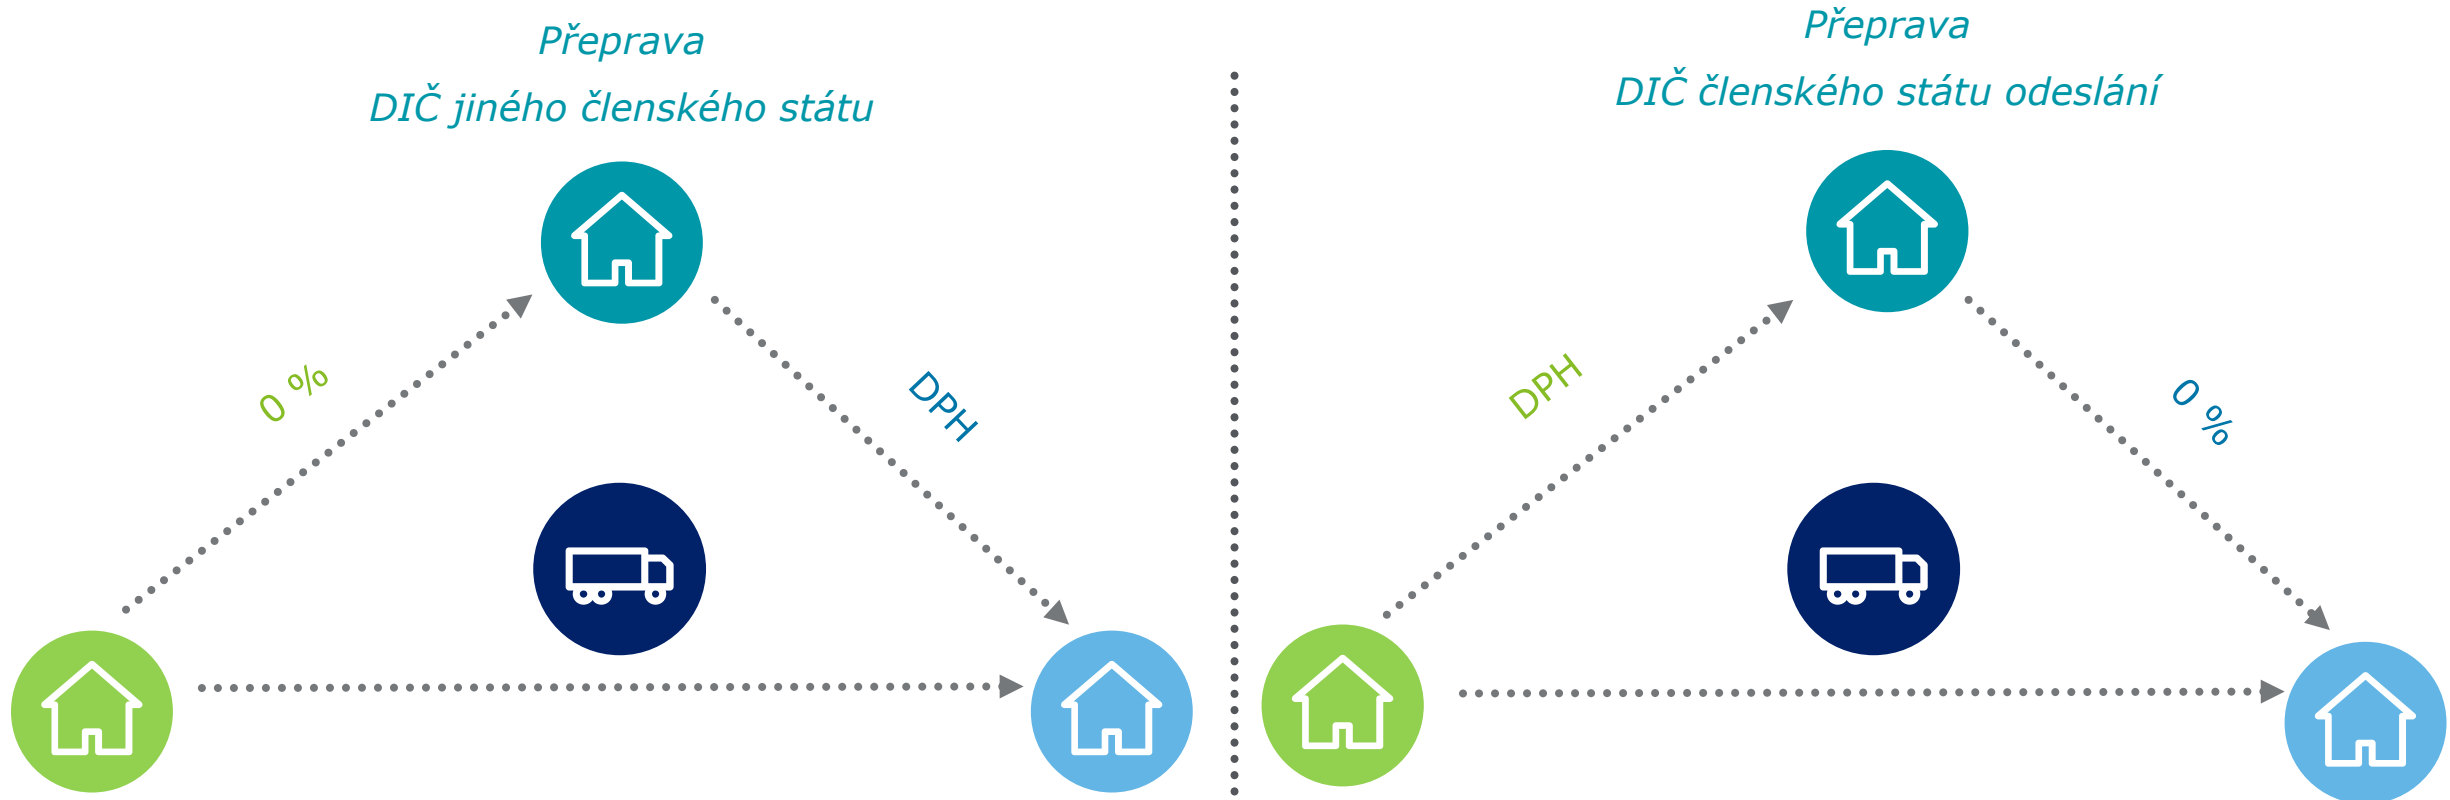 Přeprava
DIČ jiného členského státu
0 %
DPH
Přeprava
DIČ členského státu odeslání
DPH
0 %